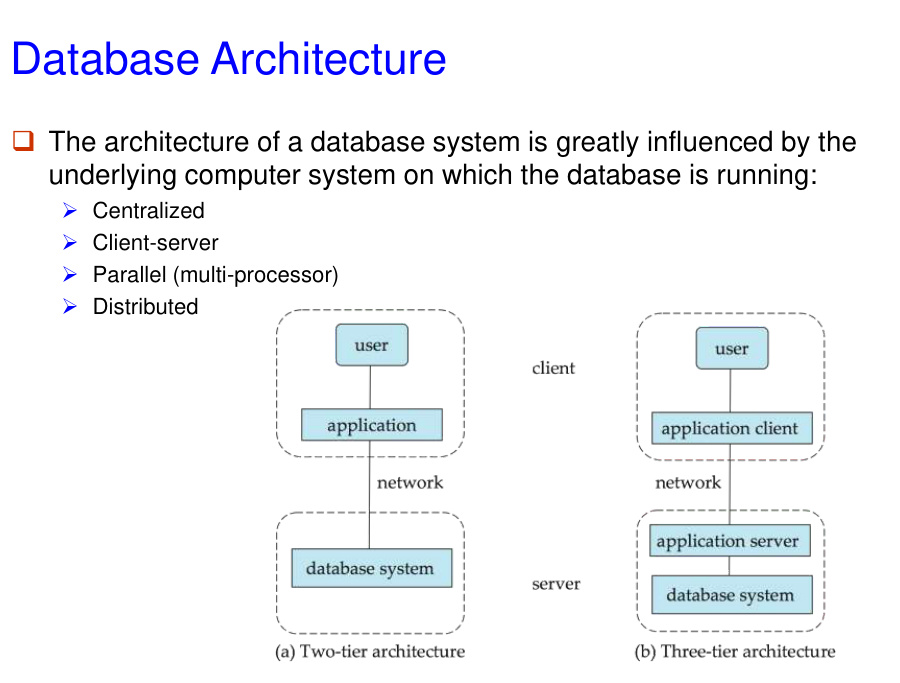 Database Architecture
The architecture of a database system is greatly influenced by the
underlying computer system on which the database is running:
Centralized
Client-server
Parallel (multi-processor)
Distributed
user
application
network
database system
(a) Two-tier architecture
client
server
user
application client
network
application server
database system
(b) Three-tier architecture